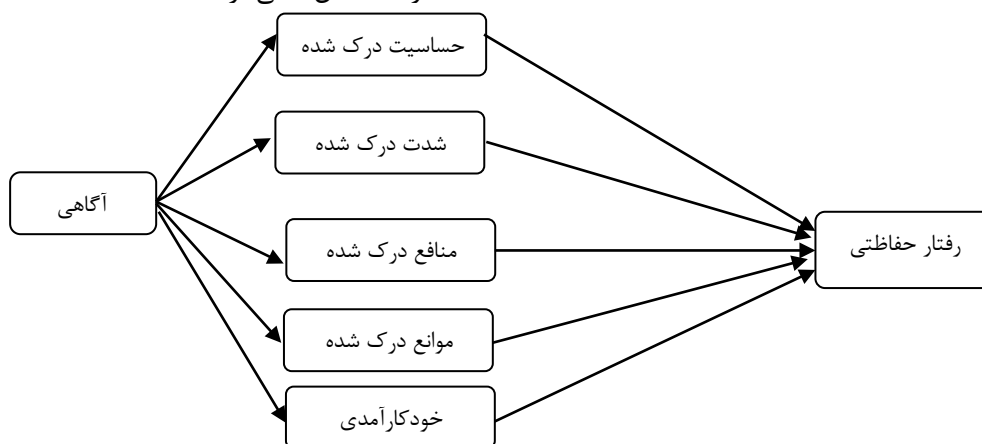 حساسیت درک شده
شدت درک شده
آگاهی
منافع درک شده
رفتار حفاظتی
موانع درک شده
خودکارآمدی